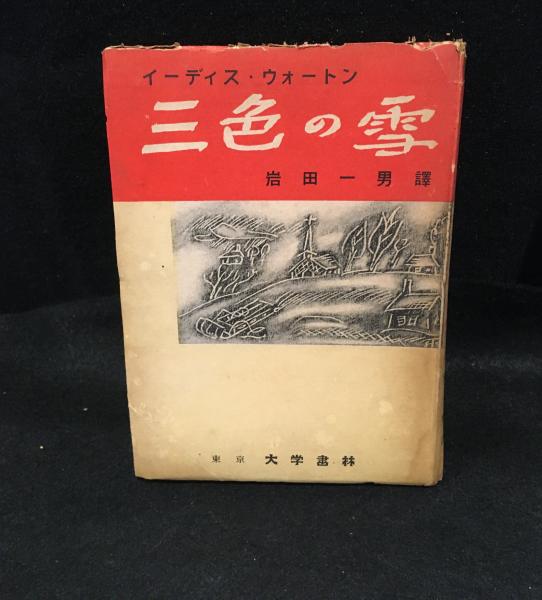 イーディス・ウォートン
三色の雪
岩田一男譯
東京 大学書林